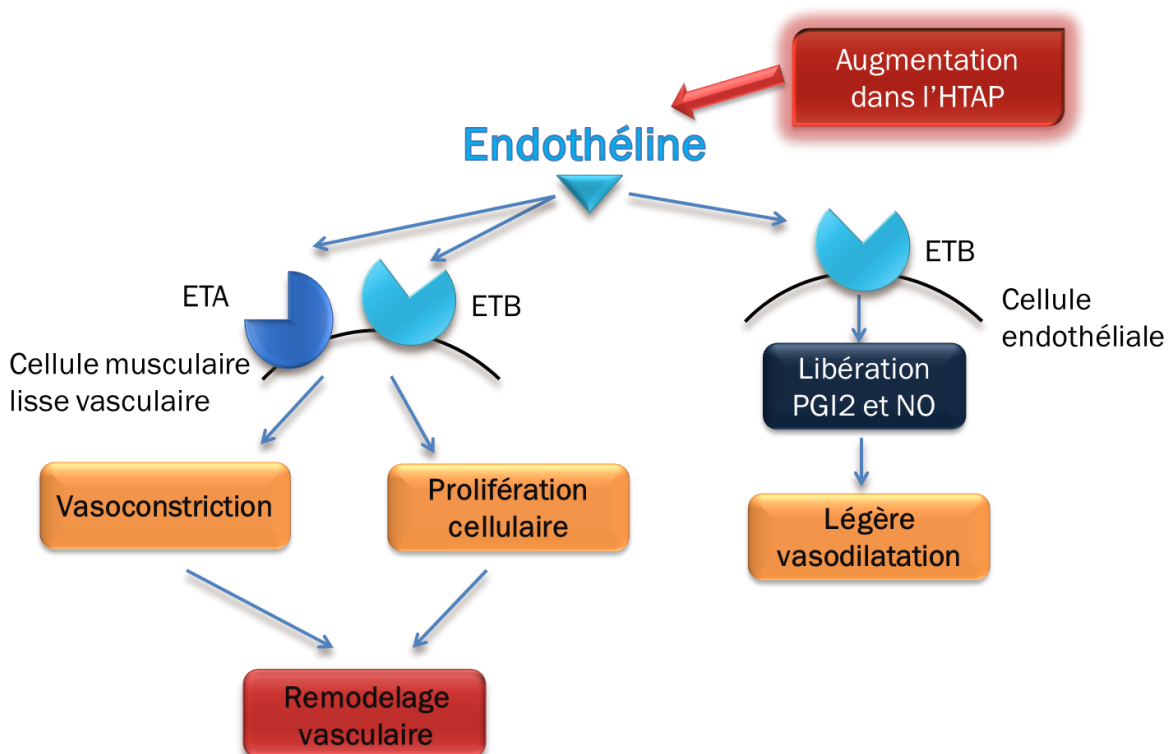 Augmentation
dans l'HTAP
Endothéline
ETA
ETB
ETB
Cellule musculaire
lisse vasculaire
Cellule
endothéliale
Libération
PGI2 et NO
Vasoconstriction
Prolifération
cellulaire
Légère
vasodilatation
Remodelage
vasculaire